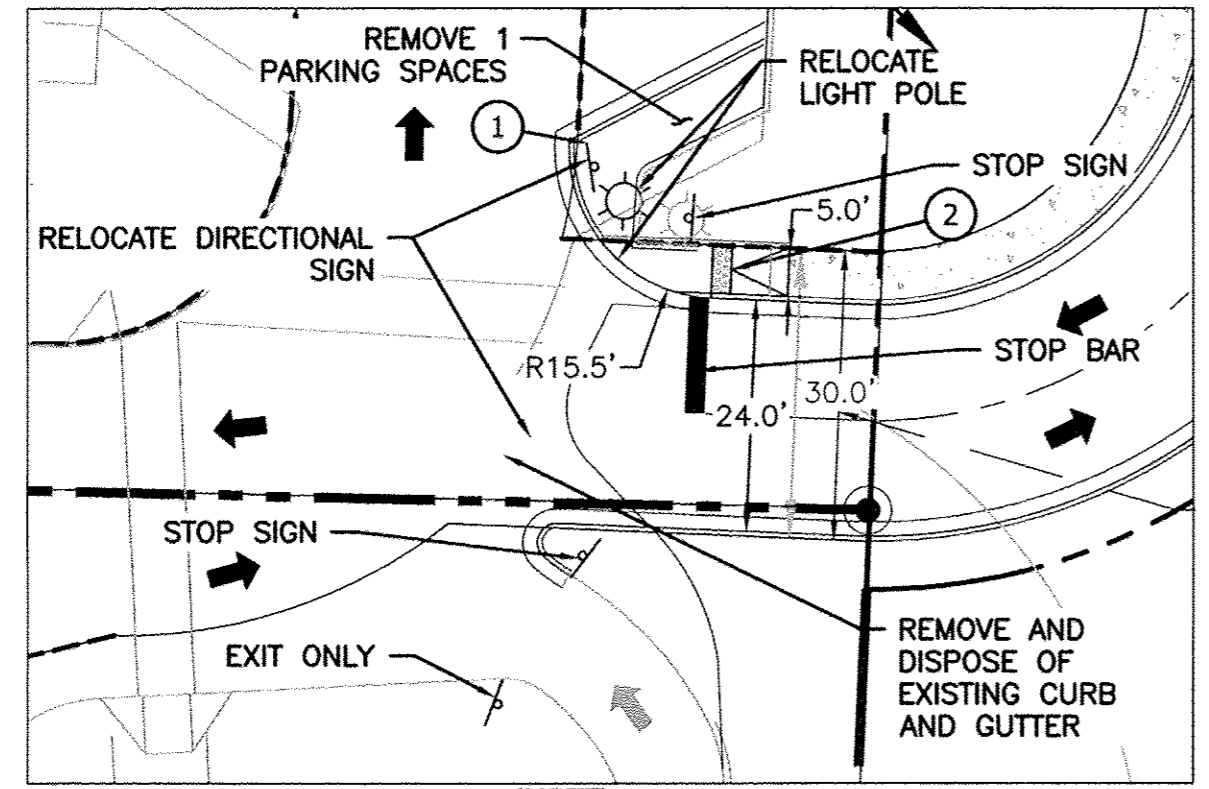 REMOVE 1
PARKING SPACES
RELOCATE
LIGHT POLE
1
STOP SIGN
5.0'
2
RELOCATE DIRECTIONAL
SIGN
R15.5'
STOP BAR
30.0'
24.0'
STOP SIGN
EXIT ONLY
REMOVE AND
DISPOSE OF
EXISTING CURB
AND GUTTER